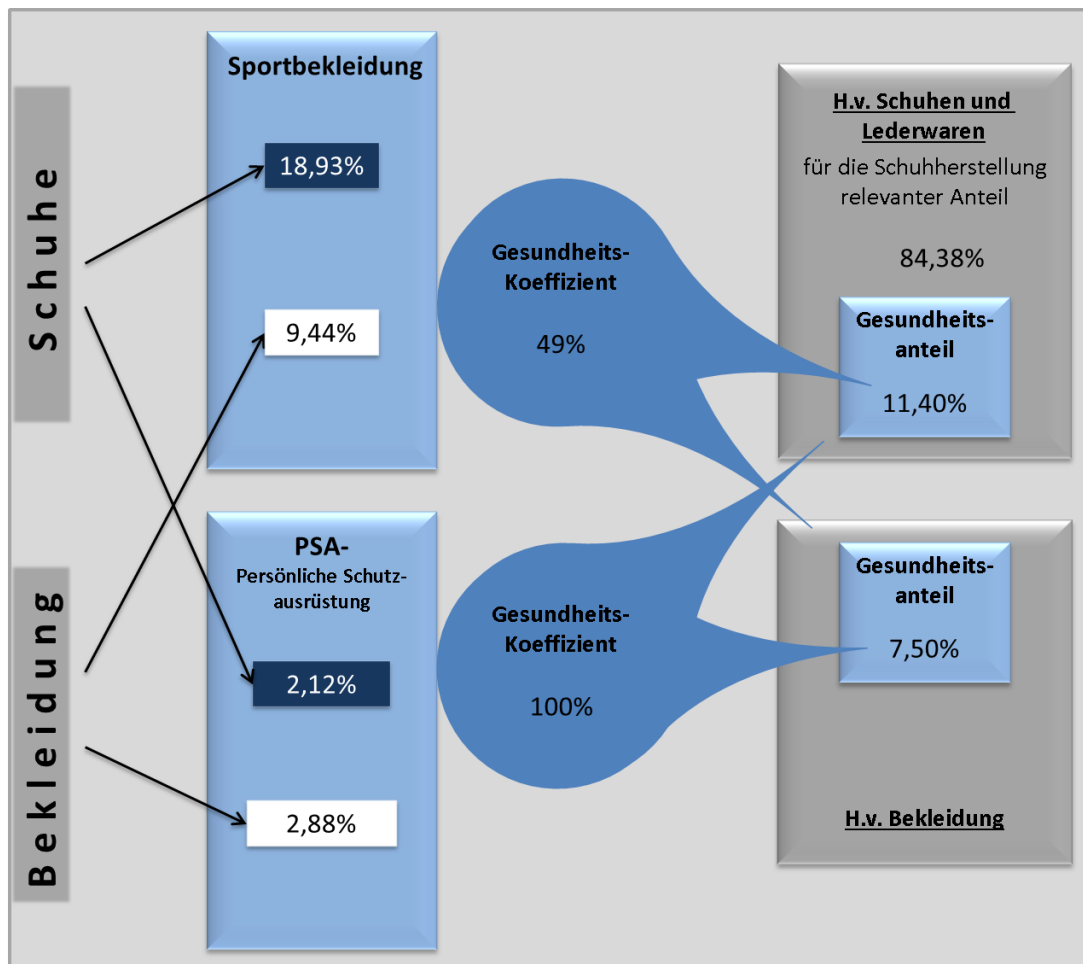 Schuhe
Bekleidung
Sportbekleidung
18,93%
9,44%
PSA-
Persönliche Schutz-
ausrüstung
2,12%
2,88%
Gesundheits-
Koeffizient
49%
Gesundheits-
Koeffizient
100%
H.v. Schuhen und
Lederwaren
für die Schuhherstellung
relevanter Anteil
84,38%
Gesundheits-
anteil
11,40%
Gesundheits-
anteil
7,50%
H.v. Bekleidung